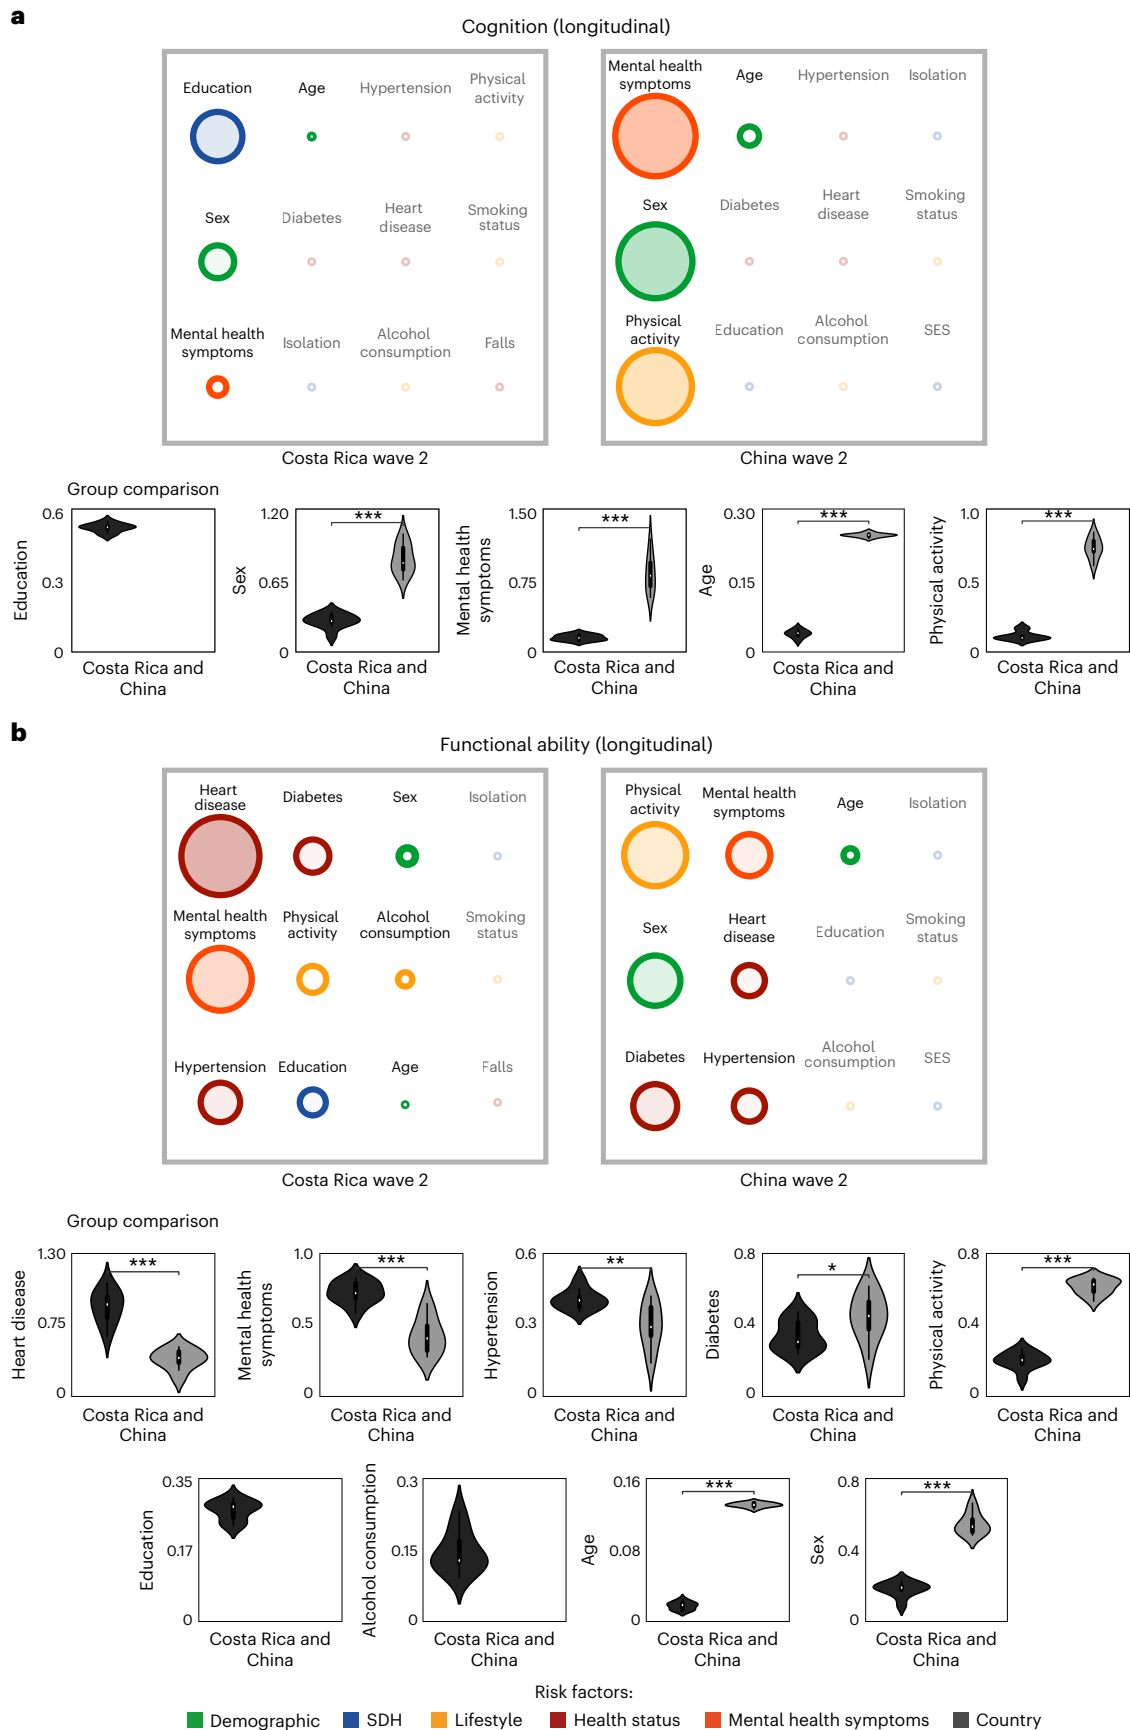 a
Cognition (longitudinal)
Education
Age
Hypertension
Physical
activity
Sex
Diabetes
Heart
disease
Smoking
status
Mental health
symptoms
Isolation
Alcohol
consumption
Falls
Costa Rica wave 2
Mental health
symptoms
Age
Hypertension
Isolation
Sex
Diabetes
Heart
disease
Smoking
status
Physical
activity
Education
Alcohol
consumption
SES
China wave 2
Group comparison
Education
0.6
0.3
0
Costa Rica and
China
Sex
1.20
0.65
0
***
Costa Rica and
China
Mental health
symptoms
1.50
0.75
0
***
Costa Rica and
China
Age
0.30
0.15
0
***
Costa Rica and
China
Physical activity
1.0
0.5
0
***
Costa Rica and
China
b
Functional ability (longitudinal)
Heart
disease
Diabetes
Sex
Isolation
Mental health
symptoms
Physical
activity
Alcohol
consumption
Smoking
status
Hypertension
Education
Age
Falls
Costa Rica wave 2
Physical
activity
Mental health
symptoms
Age
Isolation
Sex
Heart
disease
Education
Smoking
status
Diabetes
Hypertension
Alcohol
consumption
SES
China wave 2
Group comparison
Heart disease
1.30
0.75
0
***
Costa Rica and
China
Mental health
symptoms
1.0
0.5
0
***
Costa Rica and
China
Hypertension
0.6
0.3
0
**
Costa Rica and
China
Diabetes
0.8
0.4
0
*
Costa Rica and
China
Physical activity
0.8
0.4
0
***
Costa Rica and
China
Education
0.35
0.17
0
Costa Rica and
China
Alcohol consumption
0.3
0.15
0
Costa Rica and
China
Age
0.16
0.08
0
***
Costa Rica and
China
Sex
0.8
0.4
0
***
Costa Rica and
China
Risk factors:
Demographic
SDH
Lifestyle
Health status
Mental health symptoms
Country